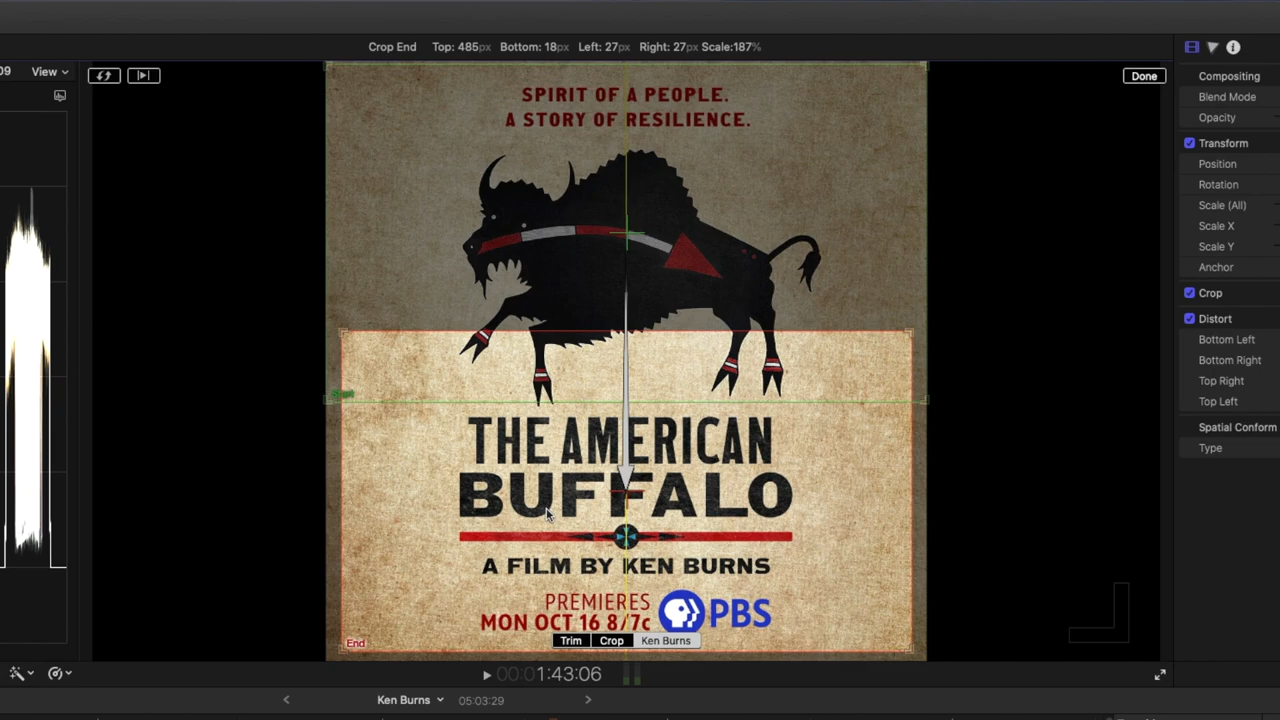 Crop End Top: 485px Bottom: 18px Left: 27px Right: 27px Scale:187%
09 View
Done
SPIRIT OF A PEOPLE.
A STORY OF RESILIENCE.
Start
THE AMERICAN
BUFFALO
A FILM BY KEN BURNS
PREMIERES
MON OCT 16 8/7c
PBS
End
Trim Crop Ken Burns
00:01:43:06
Ken Burns 05:03:29
Compositing
Blend Mode
Opacity
Transform
Position
Rotation
Scale (All)
Scale X
Scale Y
Anchor
Crop
Distort
Bottom Left
Bottom Right
Top Right
Top Left
Spatial Conform
Type